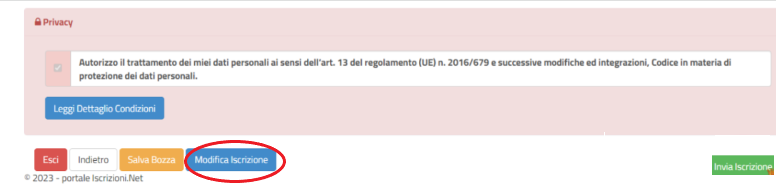 Privacy
Autorizzo il trattamento dei miei dati personali ai sensi dell'art. 13 del regolamento (UE) n. 2016/679 e successive modifiche ed integrazioni, Codice in materia di
protezione dei dati personali.
Leggi Dettaglio Condizioni
Esci Indietro Salva Bozza Modifica Iscrizione Invia Iscrizione
© 2023 - portale Iscrizioni.Net